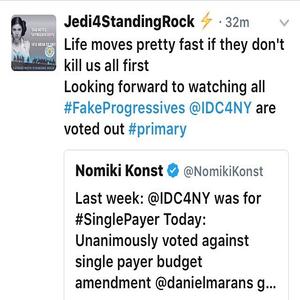 Jedi4StandingRock ⚡ · 32m
Life moves pretty fast if they don't
kill us all first
Looking forward to watching all
#FakeProgressives @IDC4NY are
voted out #primary
Nomiki Konst @NomikiKonst
Last week: @IDC4NY was for
#SinglePayer Today:
Unanimously voted against
single payer budget
amendment @danielmarans g...